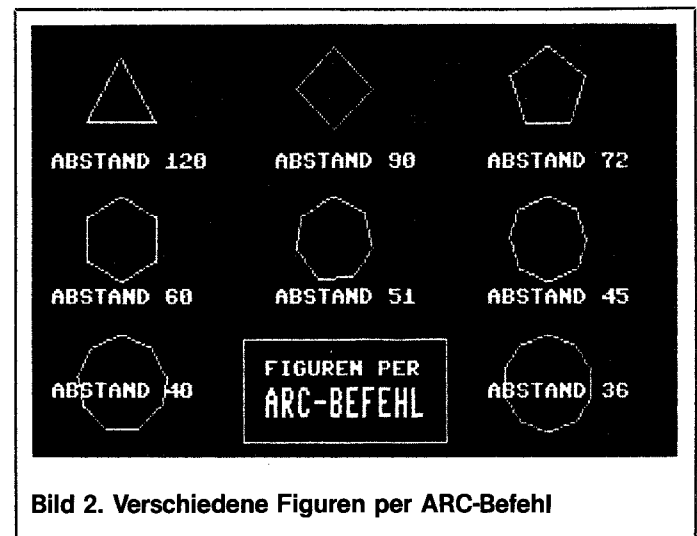 ABSTAND 120 ABSTAND 90 ABSTAND 72
ABSTAND 60 ABSTAND 51 ABSTAND 45
FIGUREN PER
ARC-BEFEHL
ABSTAND 40 ABSTAND 36
Bild 2. Verschiedene Figuren per ARC-Befehl